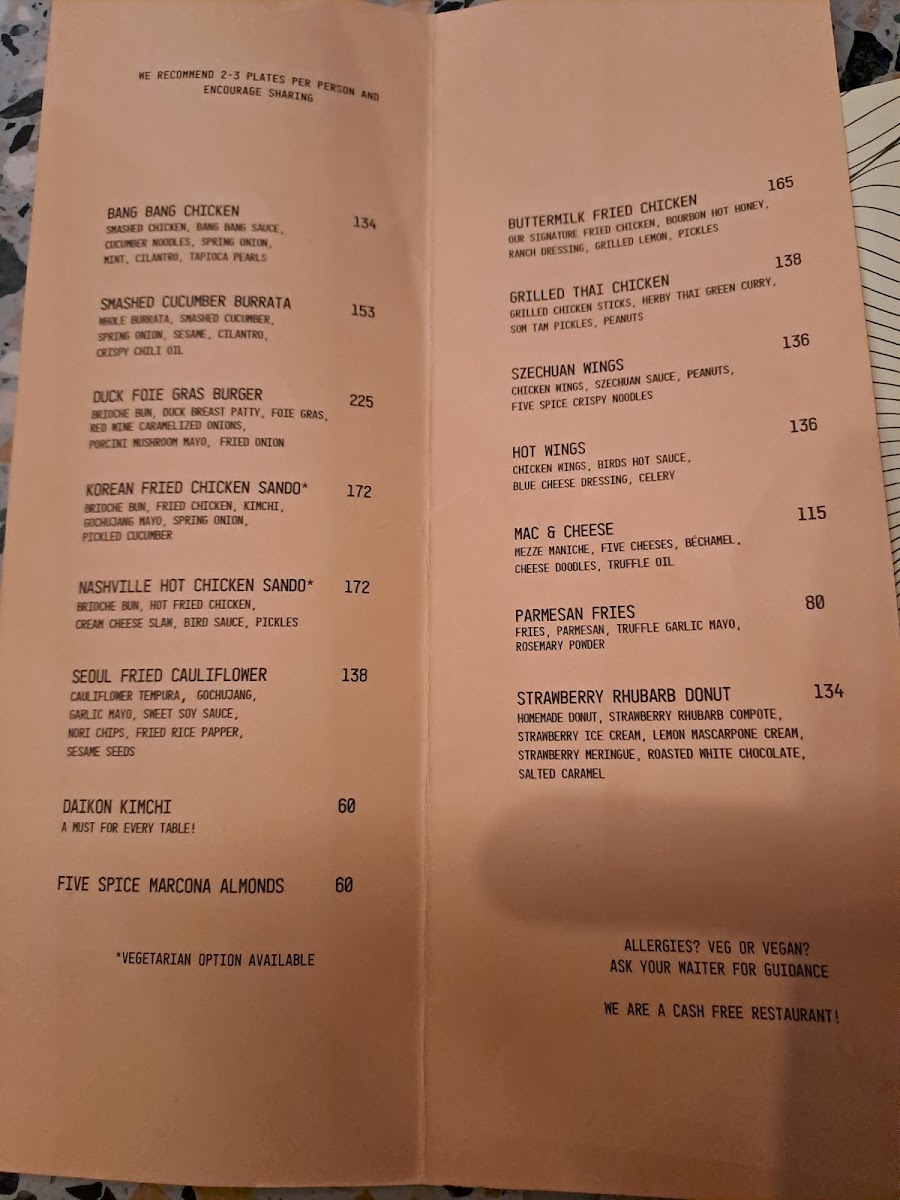 WE RECOMMEND 2-3 PLATES PER PERSON AND
ENCOURAGE SHARING
BANG BANG CHICKEN 134
SMASHED CHICKEN, BANG BANG SAUCE,
CUCUMBER NOODLES, SPRING ONION,
MINT, CILANTRO, TAPIOCA PEARLS
SMASHED CUCUMBER BURRATA 153
WHOLE BURRATA, SMASHED CUCUMBER,
SPRING ONION, SESAME, CILANTRO,
CRISPY CHILI OIL
DUCK FOIE GRAS BURGER 225
BRIOCHE BUN, DUCK BREAST PATTY, FOIE GRAS,
RED WINE CARAMELIZED ONIONS,
PORCINI MUSHROOM MAYO, FRIED ONION
KOREAN FRIED CHICKEN SANDO* 172
BRIOCHE BUN, FRIED CHICKEN, KIMCHI,
GOCHUJANG MAYO, SPRING ONION,
PICKLED CUCUMBER
NASHVILLE HOT CHICKEN SANDO* 172
BRIOCHE BUN, HOT FRIED CHICKEN,
CREAM CHEESE SLAW, BIRD SAUCE, PICKLES
SEOUL FRIED CAULIFLOWER 138
CAULIFLOWER TEMPURA, GOCHUJANG,
GARLIC MAYO, SWEET SOY SAUCE,
NORI CHIPS, FRIED RICE PAPPER,
SESAME SEEDS
DAIKON KIMCHI 60
A MUST FOR EVERY TABLE!
FIVE SPICE MARCONA ALMONDS 60
*VEGETARIAN OPTION AVAILABLE
BUTTERMILK FRIED CHICKEN 165
OUR SIGNATURE FRIED CHICKEN, BOURBON HOT HONEY,
RANCH DRESSING, GRILLED LEMON, PICKLES
GRILLED THAI CHICKEN 138
GRILLED CHICKEN STICKS, HERBY THAI GREEN CURRY,
SOM TAM PICKLES, PEANUTS
SZECHUAN WINGS 136
CHICKEN WINGS, SZECHUAN SAUCE, PEANUTS,
FIVE SPICE CRISPY NOODLES
HOT WINGS 136
CHICKEN WINGS, BIRDS HOT SAUCE,
BLUE CHEESE DRESSING, CELERY
MAC & CHEESE 115
MEZZE MANICHE, FIVE CHEESES, BÉCHAMEL,
CHEESE DOODLES, TRUFFLE OIL
PARMESAN FRIES 80
FRIES, PARMESAN, TRUFFLE GARLIC MAYO,
ROSEMARY POWDER
STRAWBERRY RHUBARB DONUT 134
HOMEMADE DONUT, STRAWBERRY RHUBARB COMPOTE,
STRAWBERRY ICE CREAM, LEMON MASCARPONE CREAM,
STRAWBERRY MERINGUE, ROASTED WHITE CHOCOLATE,
SALTED CARAMEL
ALLERGIES? VEG OR VEGAN?
ASK YOUR WAITER FOR GUIDANCE
WE ARE A CASH FREE RESTAURANT!